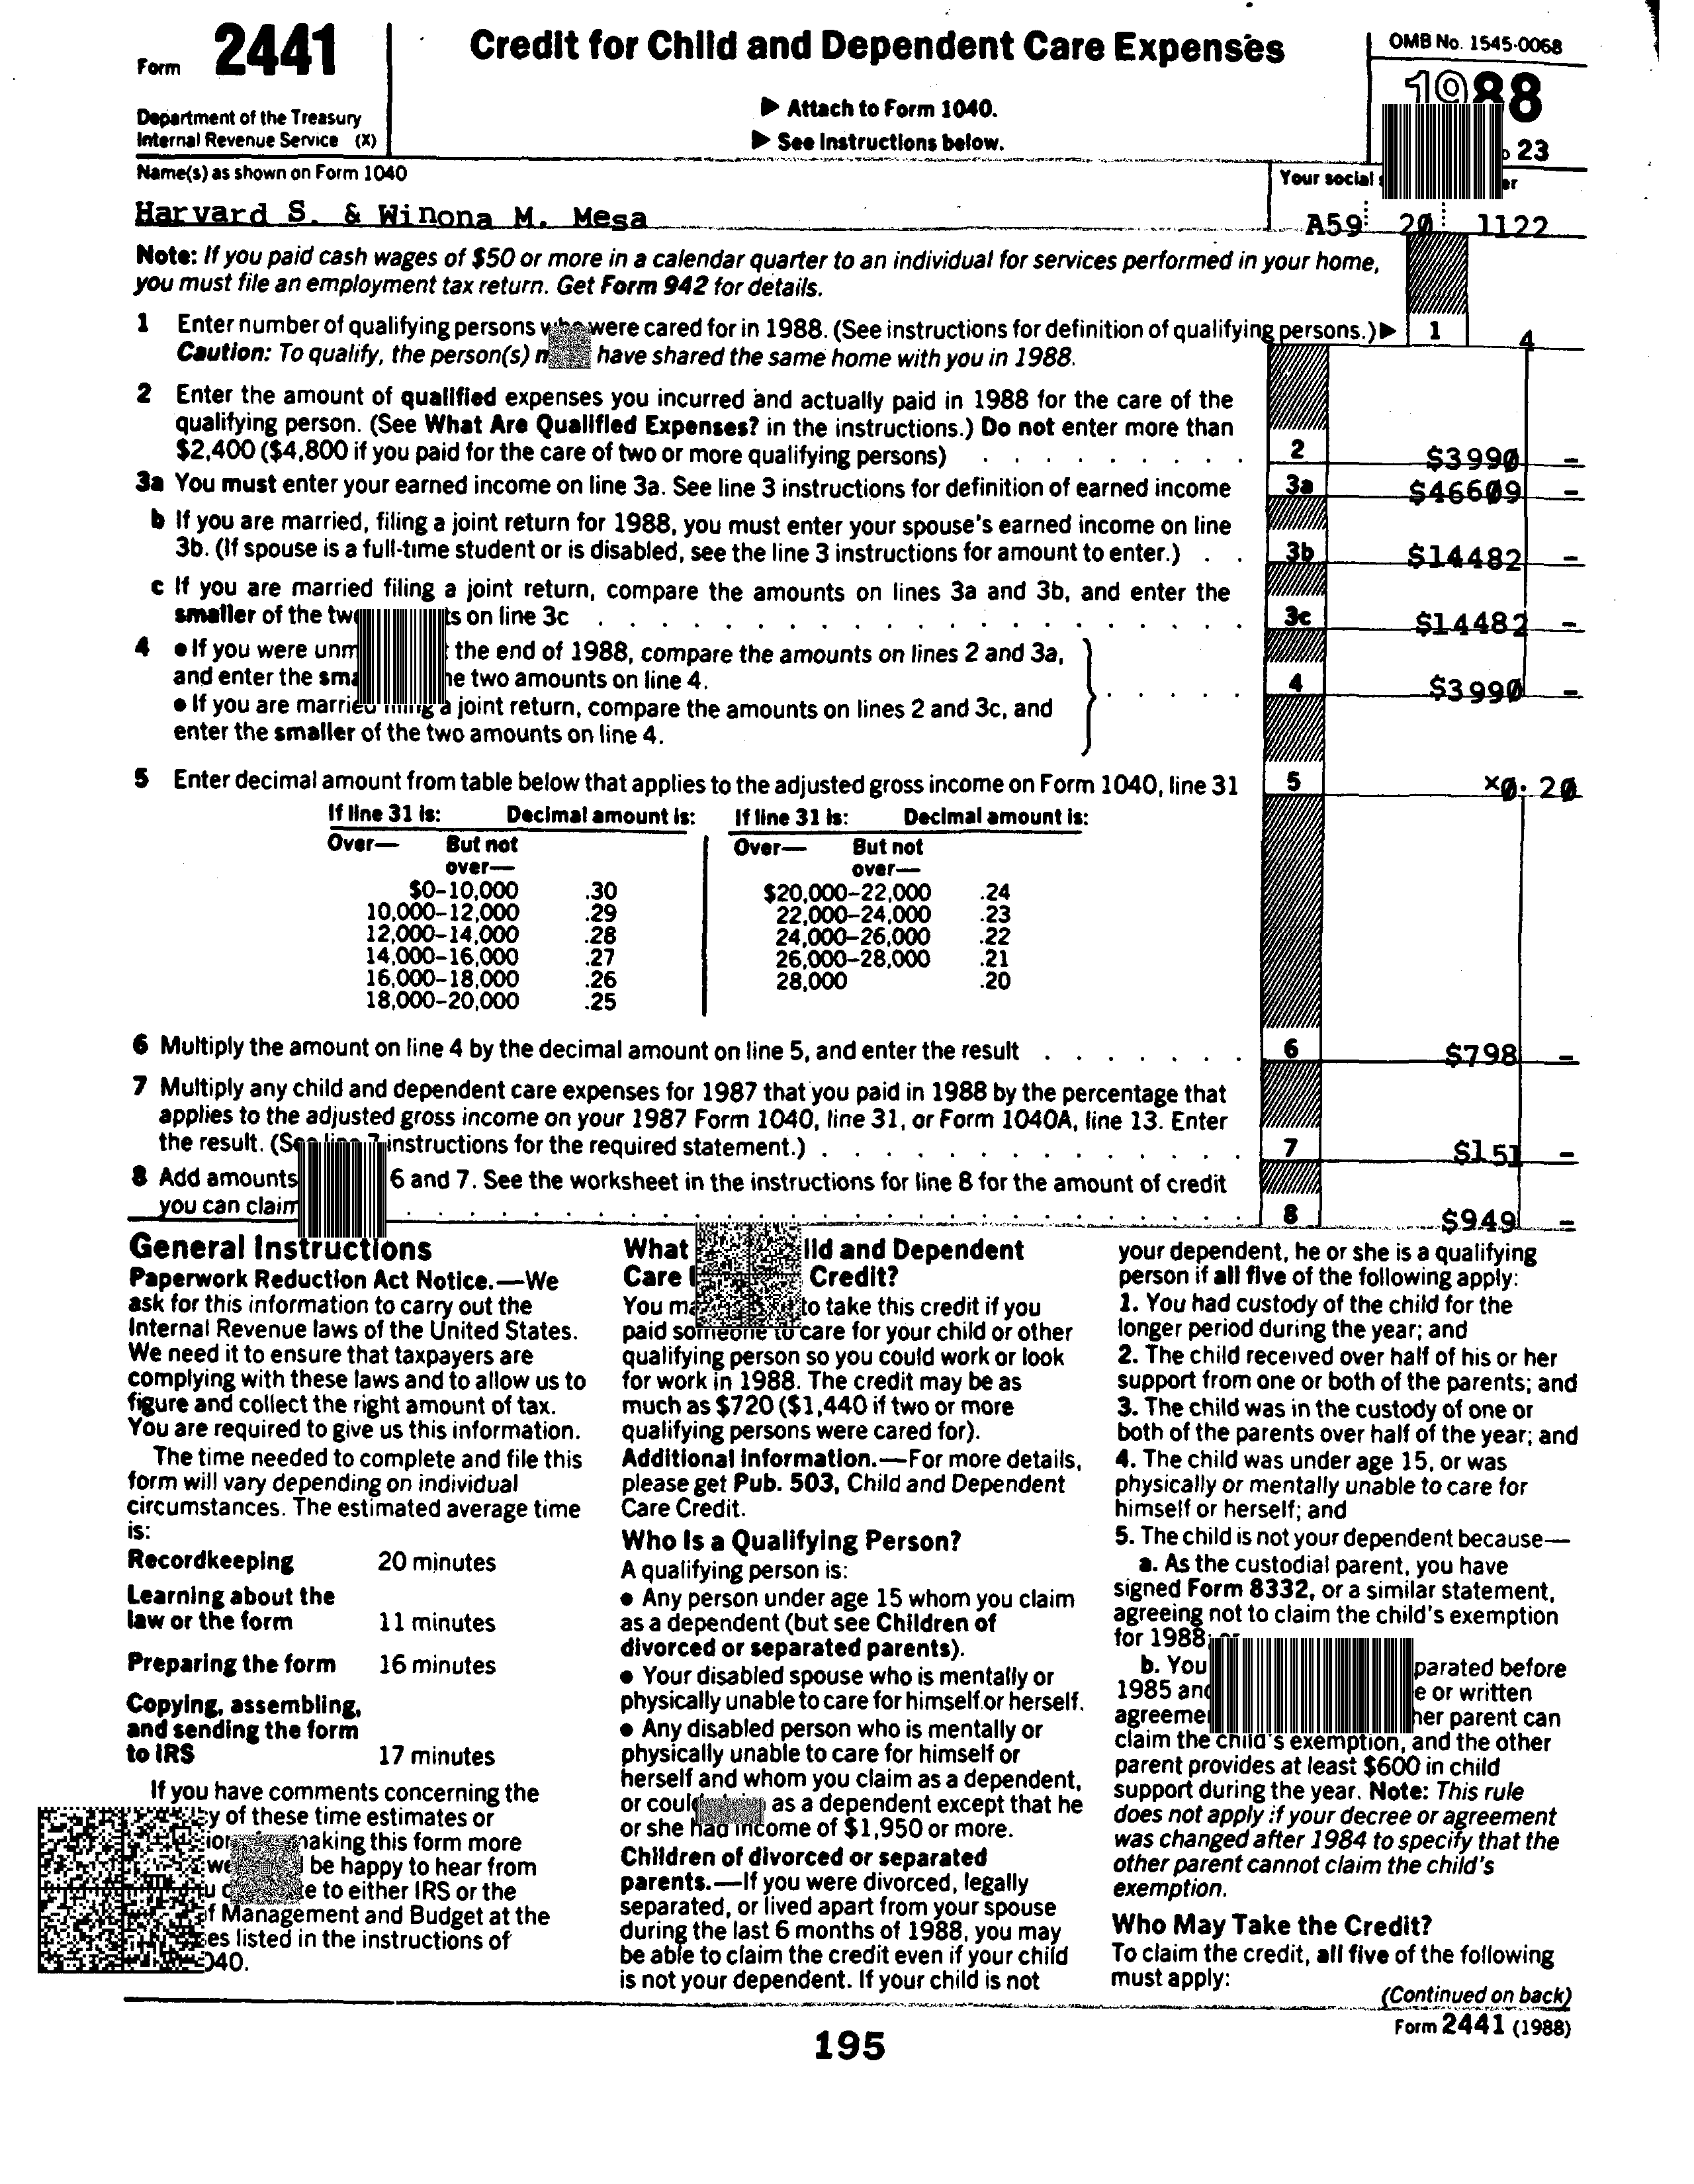 Form 2441
Credit for Child and Dependent Care Expenses
OMB No. 1545-0068
1988
Department of the Treasury
Internal Revenue Service (X)
▶ Attach to Form 1040.
▶ See Instructions below.
23
Name(s) as shown on Form 1040
Your social
Harvard S. & Winona M. Mesa
A59 20 1122
Note: If you paid cash wages of $50 or more in a calendar quarter to an individual for services performed in your home,
you must file an employment tax return. Get Form 942 for details.
1 Enter number of qualifying persons who were cared for in 1988. (See instructions for definition of qualifying persons.) ▶ 1 4
Caution: To qualify, the person(s) have shared the same home with you in 1988.
2 Enter the amount of qualified expenses you incurred and actually paid in 1988 for the care of the
qualifying person. (See What Are Qualified Expenses? in the instructions.) Do not enter more than
$2,400 ($4,800 if you paid for the care of two or more qualifying persons) . . . . . . . . . 2 $3990 –
3a You must enter your earned income on line 3a. See line 3 instructions for definition of earned income 3a $46609 –
b If you are married, filing a joint return for 1988, you must enter your spouse's earned income on line
3b. (If spouse is a full-time student or is disabled, see the line 3 instructions for amount to enter.) . . 3b $14482 –
c If you are married filing a joint return, compare the amounts on lines 3a and 3b, and enter the
smaller of the two on line 3c . . . . . . . . . . . . . . . . . . . . 3c $14482 –
4 ● If you were the end of 1988, compare the amounts on lines 2 and 3a,
and enter the two amounts on line 4. . . . . . 4 $3990 –
● If you are married filing a joint return, compare the amounts on lines 2 and 3c, and
enter the smaller of the two amounts on line 4.
5 Enter decimal amount from table below that applies to the adjusted gross income on Form 1040, line 31 5 ×0. 20
If line 31 is: Decimal amount is: If line 31 is: Decimal amount is:
Over— But not over— Over— But not over—
$0–10,000 .30 $20,000–22,000 .24
10,000–12,000 .29 22,000–24,000 .23
12,000–14,000 .28 24,000–26,000 .22
14,000–16,000 .27 26,000–28,000 .21
16,000–18,000 .26 28,000 .20
18,000–20,000 .25
6 Multiply the amount on line 4 by the decimal amount on line 5, and enter the result . . . . . . . 6 $798 –
7 Multiply any child and dependent care expenses for 1987 that you paid in 1988 by the percentage that
applies to the adjusted gross income on your 1987 Form 1040, line 31, or Form 1040A, line 13. Enter
the result. (See line 7 instructions for the required statement.) . . . . . . . . . . . . . . 7 $151 –
8 Add amounts 6 and 7. See the worksheet in the instructions for line 8 for the amount of credit
you can claim . . . . . . . . . . . . . . . . . . . . . . . . . . 8 $949 –
General Instructions
Paperwork Reduction Act Notice.—We
ask for this information to carry out the
Internal Revenue laws of the United States.
We need it to ensure that taxpayers are
complying with these laws and to allow us to
figure and collect the right amount of tax.
You are required to give us this information.
The time needed to complete and file this
form will vary depending on individual
circumstances. The estimated average time
is:
Recordkeeping 20 minutes
Learning about the
law or the form 11 minutes
Preparing the form 16 minutes
Copying, assembling,
and sending the form
to IRS 17 minutes
If you have comments concerning the
of these time estimates or
making this form more
be happy to hear from
to either IRS or the
Management and Budget at the
listed in the instructions of
What and Dependent
Care Credit?
You to take this credit if you
paid someone to care for your child or other
qualifying person so you could work or look
for work in 1988. The credit may be as
much as $720 ($1,440 if two or more
qualifying persons were cared for).
Additional Information.—For more details,
please get Pub. 503, Child and Dependent
Care Credit.
Who Is a Qualifying Person?
A qualifying person is:
● Any person under age 15 whom you claim
as a dependent (but see Children of
divorced or separated parents).
● Your disabled spouse who is mentally or
physically unable to care for himself or herself.
● Any disabled person who is mentally or
physically unable to care for himself or
herself and whom you claim as a dependent,
or as a dependent except that he
or she had income of $1,950 or more.
Children of divorced or separated
parents.—If you were divorced, legally
separated, or lived apart from your spouse
during the last 6 months of 1988, you may
be able to claim the credit even if your child
is not your dependent. If your child is not
your dependent, he or she is a qualifying
person if all five of the following apply:
1. You had custody of the child for the
longer period during the year; and
2. The child received over half of his or her
support from one or both of the parents; and
3. The child was in the custody of one or
both of the parents over half of the year; and
4. The child was under age 15, or was
physically or mentally unable to care for
himself or herself; and
5. The child is not your dependent because—
a. As the custodial parent, you have
signed Form 8332, or a similar statement,
agreeing not to claim the child's exemption
for 1988; or
b. You before
1985 and or written
parent can
claim the child's exemption, and the other
parent provides at least $600 in child
support during the year. Note: This rule
does not apply if your decree or agreement
was changed after 1984 to specify that the
other parent cannot claim the child's
exemption.
Who May Take the Credit?
To claim the credit, all five of the following
must apply:
(Continued on back)
Form 2441 (1988)
195